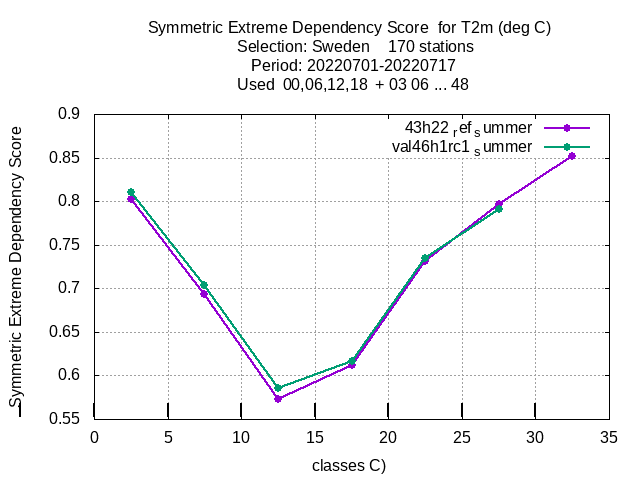 Symmetric Extreme Dependency Score for T2m (deg C)
Selection: Sweden 170 stations
Period: 20220701-20220717
Used 00,06,12,18 + 03 06 ... 48
43h22 ref summer
val46h1rc1 summer
Symmetric Extreme Dependency Score
0.9
0.85
0.8
0.75
0.7
0.65
0.6
0.55
0 5 10 15 20 25 30 35
classes C)